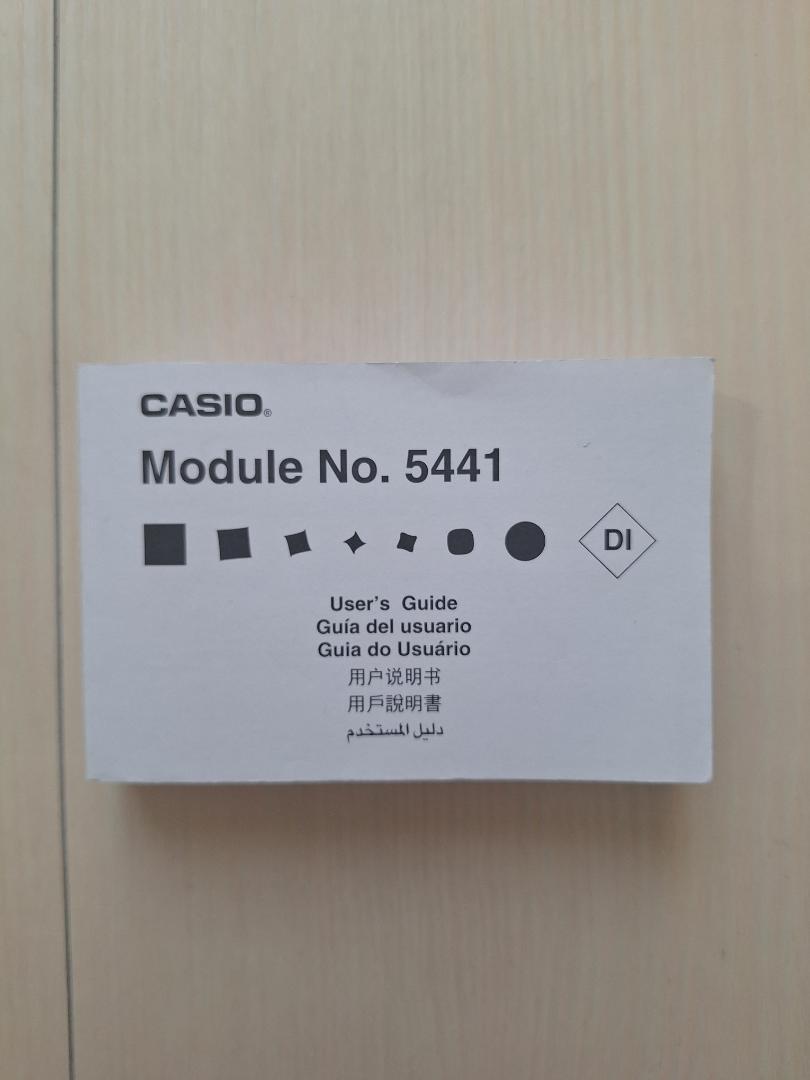 CASIO®
Module No. 5441
DI
User's Guide
Guía del usuario
Guia do Usuário
用户说明书
用戶說明書
دليل المستخدم